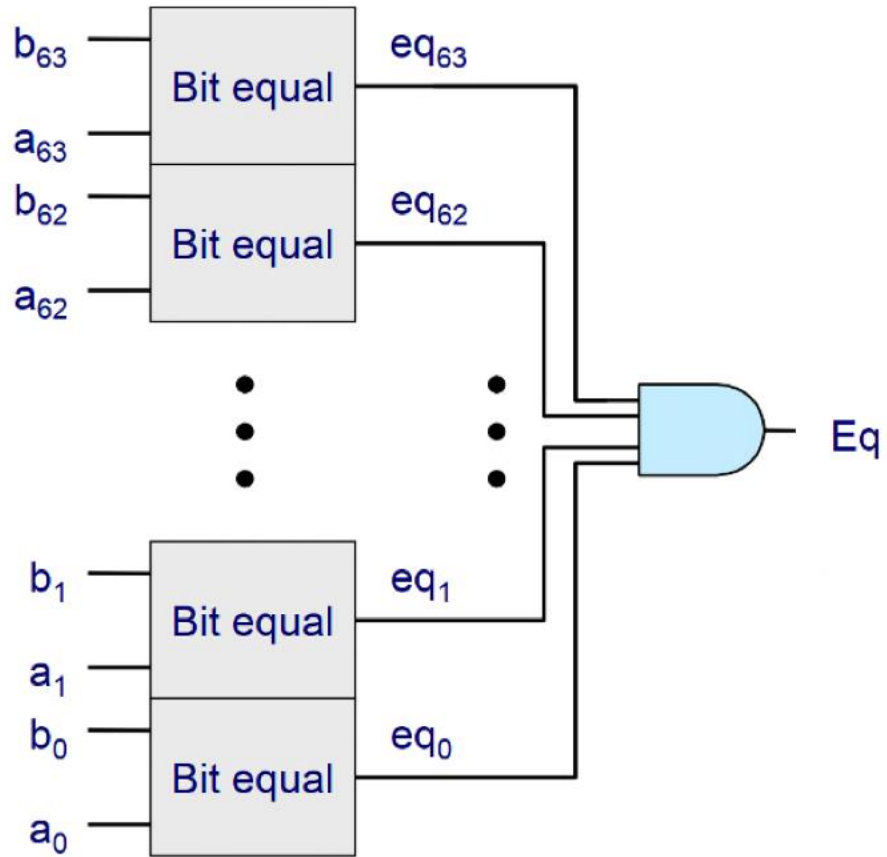 b₆₃
Bit equal
eq₆₃
a₆₃
b₆₂
Bit equal
eq₆₂
a₆₂
Eq
b₁
Bit equal
eq₁
a₁
b₀
Bit equal
eq₀
a₀